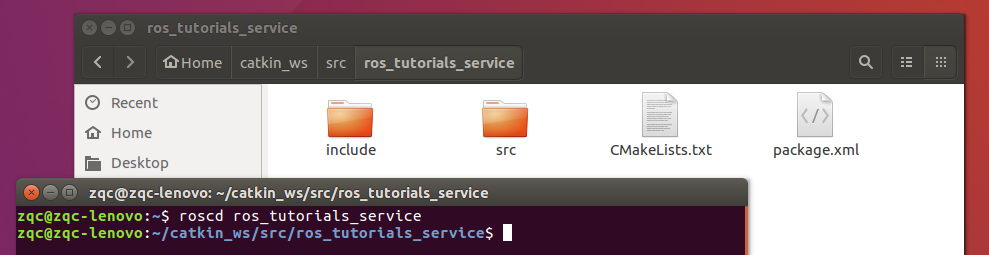 ros_tutorials_service
Home catkin_ws src ros_tutorials_service
Recent
Home
Desktop
include src CMakeLists.txt package.xml
zqc@zqc-lenovo: ~/catkin_ws/src/ros_tutorials_service
zqc@zqc-lenovo:~$ roscd ros_tutorials_service
zqc@zqc-lenovo:~/catkin_ws/src/ros_tutorials_service$